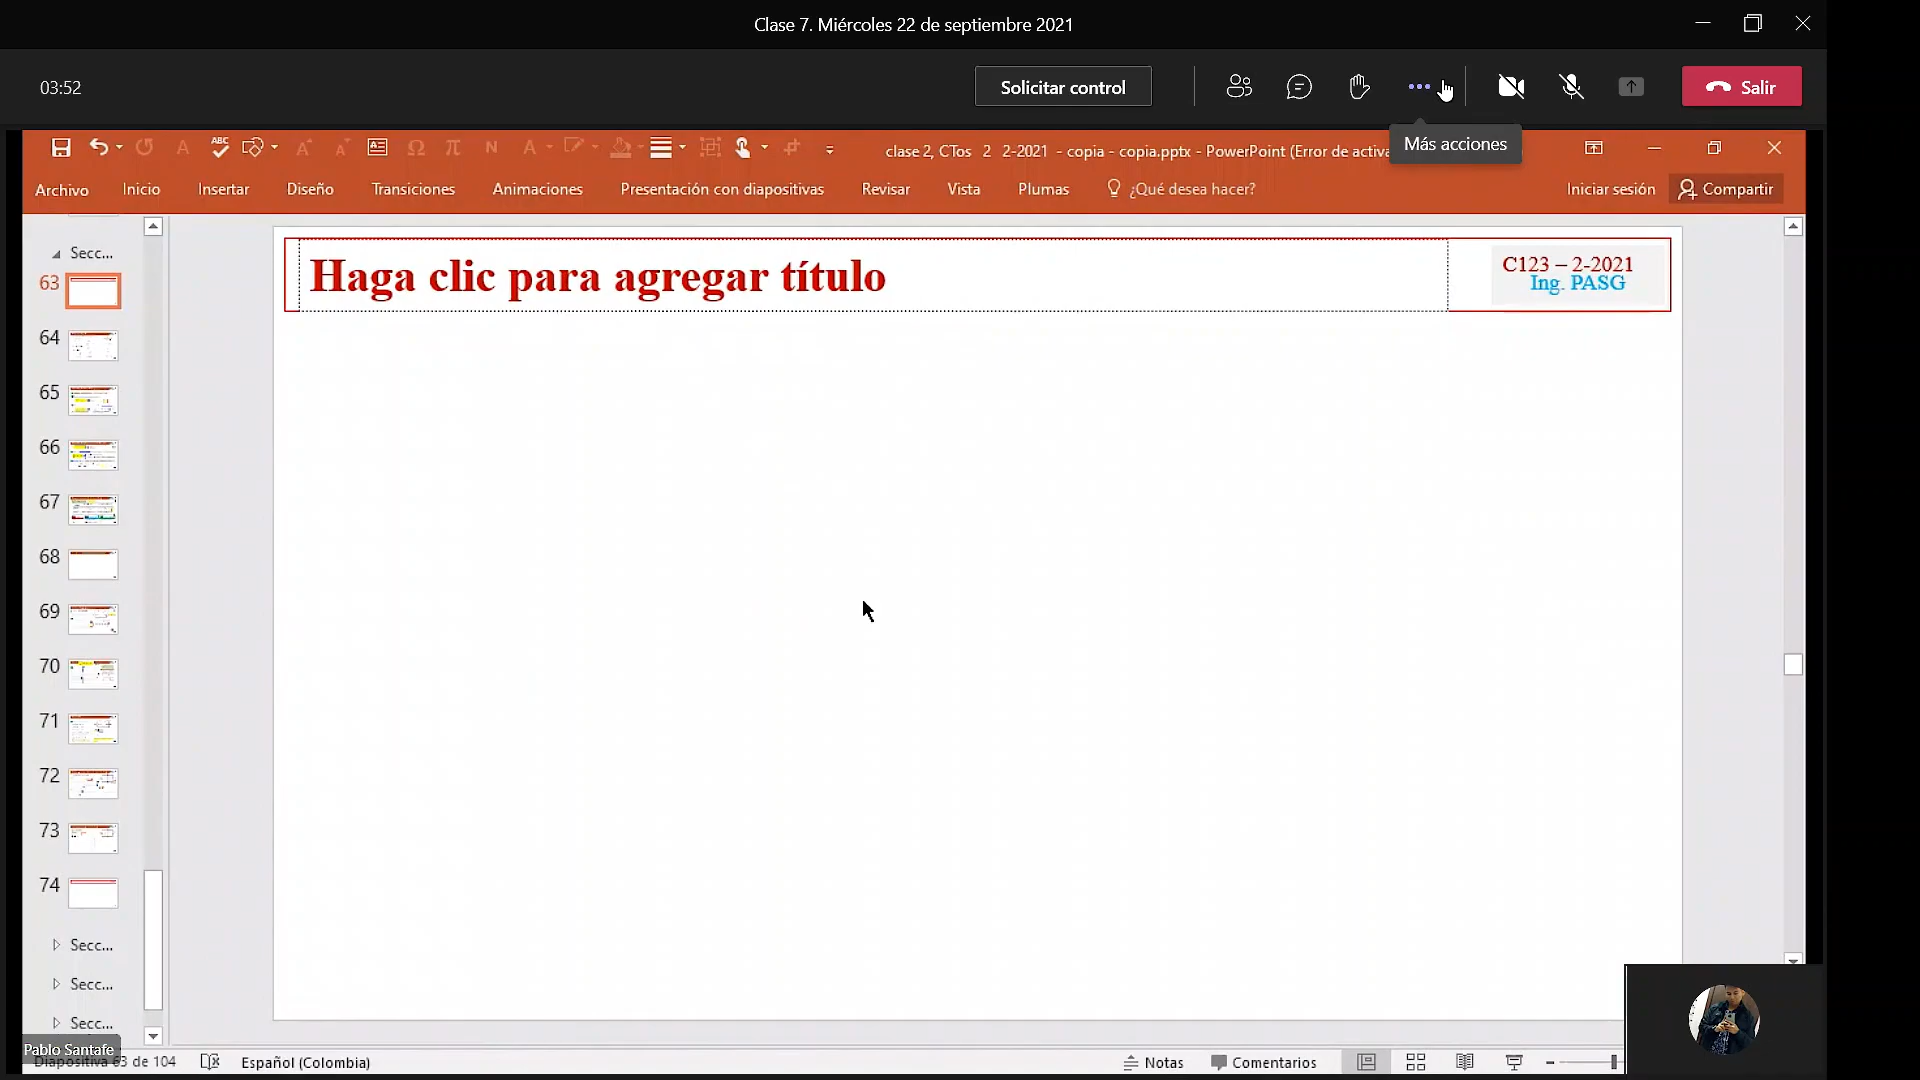 Clase 7. Miércoles 22 de septiembre 2021
03:52
Solicitar control
Salir
Más acciones
ABC
clase 2, CTos 2 2-2021 - copia - copia.pptx - PowerPoint (Error de activa
Archivo Inicio Insertar Diseño Transiciones Animaciones Presentación con diapositivas Revisar Vista Plumas ¿Qué desea hacer? Iniciar sesión Compartir
Secc...
63
64
65
66
67
68
69
70
71
72
73
74
Secc...
Secc...
Secc...
Haga clic para agregar título
C123 – 2-2021
Ing. PASG
Pablo Santafe
Diapositiva 63 de 104 Español (Colombia) Notas Comentarios